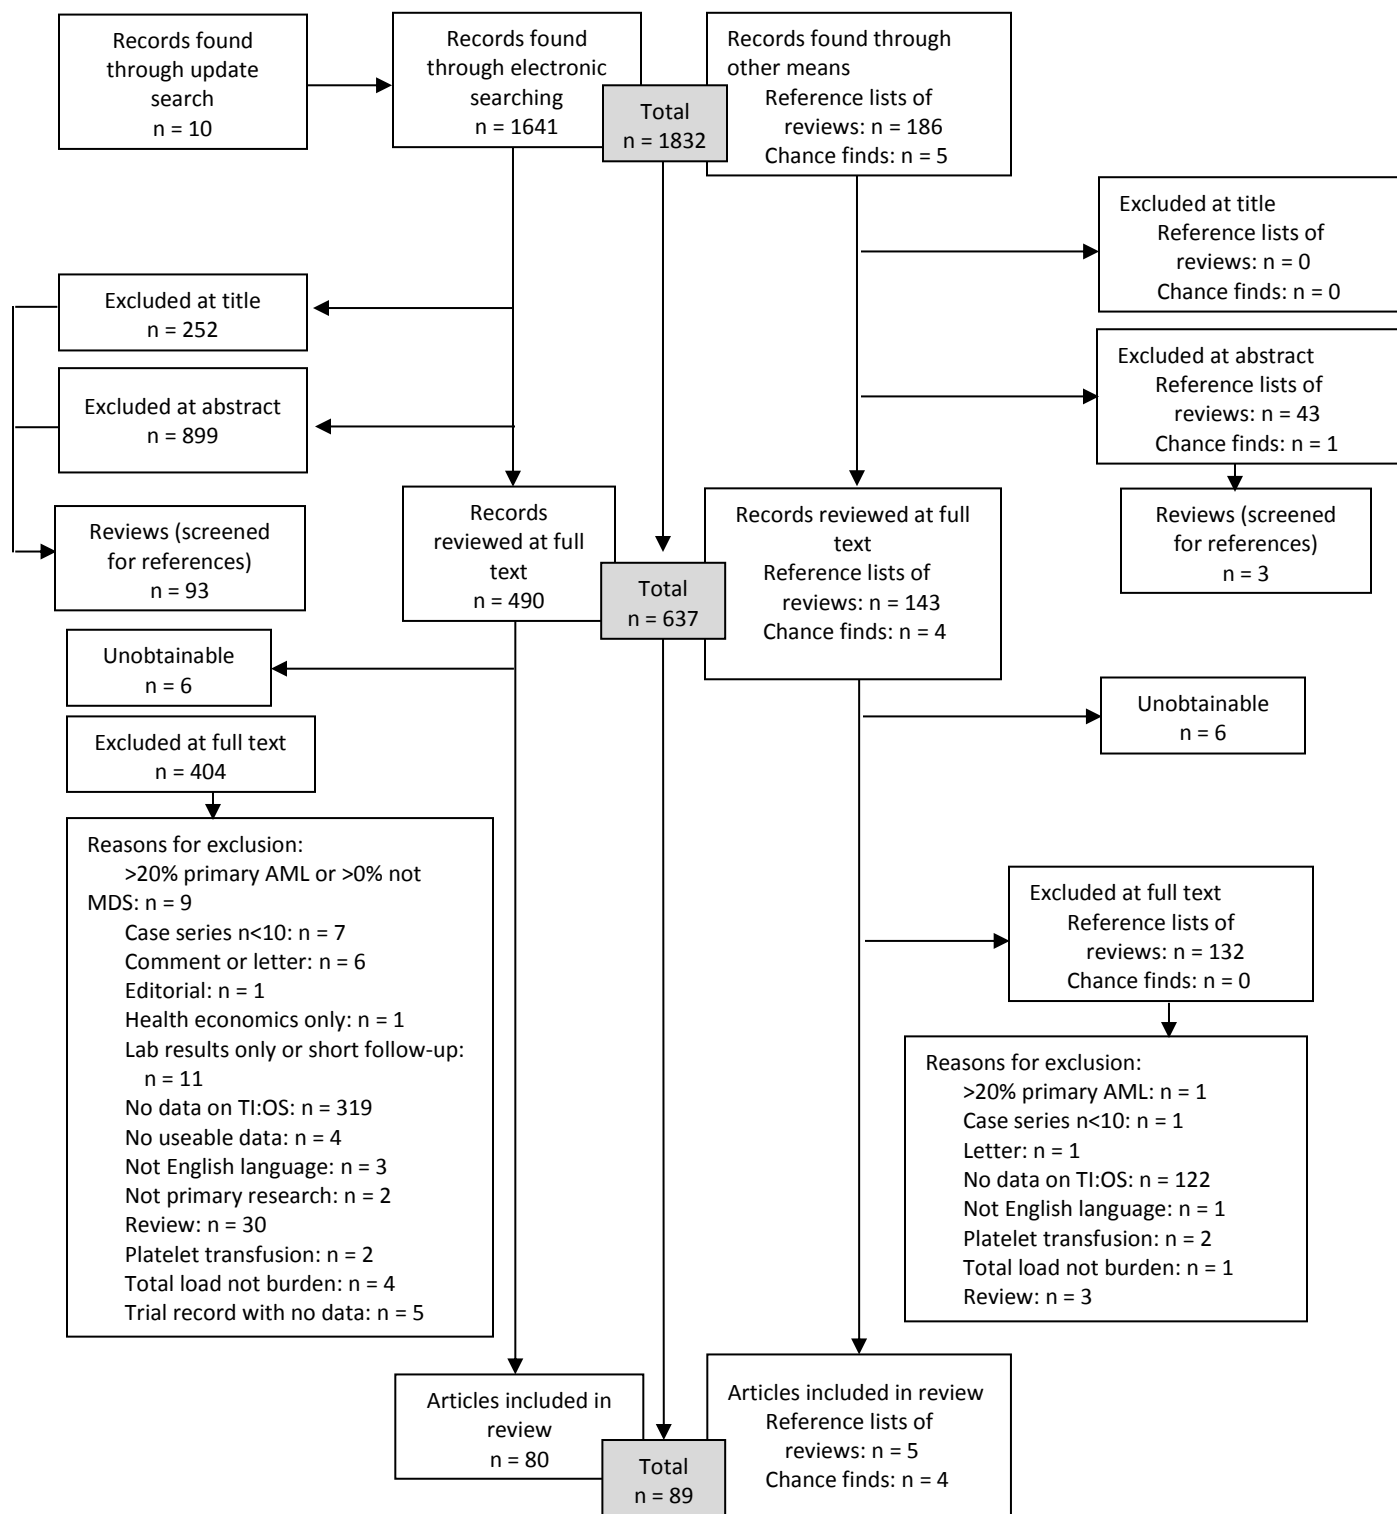 Records found
through update
search
n = 10
Records found
through electronic
searching
n = 1641
Total
n = 1832
Records found through
other means
Reference lists of
reviews: n = 186
Chance finds: n = 5
Excluded at title
Reference lists of
reviews: n = 0
Chance finds: n = 0
Excluded at title
n = 252
Excluded at abstract
Reference lists of
reviews: n = 43
Chance finds: n = 1
Excluded at abstract
n = 899
Reviews (screened
for references)
n = 93
Records
reviewed at full
text
n = 490
Total
n = 637
Records reviewed at full
text
Reference lists of
reviews: n = 143
Chance finds: n = 4
Reviews (screened
for references)
n = 3
Unobtainable
n = 6
Unobtainable
n = 6
Excluded at full text
n = 404
Reasons for exclusion:
>20% primary AML or >0% not
MDS: n = 9
Case series n<10: n = 7
Comment or letter: n = 6
Editorial: n = 1
Health economics only: n = 1
Lab results only or short follow-up:
n = 11
No data on TI:OS: n = 319
No useable data: n = 4
Not English language: n = 3
Not primary research: n = 2
Review: n = 30
Platelet transfusion: n = 2
Total load not burden: n = 4
Trial record with no data: n = 5
Excluded at full text
Reference lists of
reviews: n = 132
Chance finds: n = 0
Reasons for exclusion:
>20% primary AML: n = 1
Case series n<10: n = 1
Letter: n = 1
No data on TI:OS: n = 122
Not English language: n = 1
Platelet transfusion: n = 2
Total load not burden: n = 1
Review: n = 3
Articles included in
review
n = 80
Total
n = 89
Articles included in review
Reference lists of
reviews: n = 5
Chance finds: n = 4